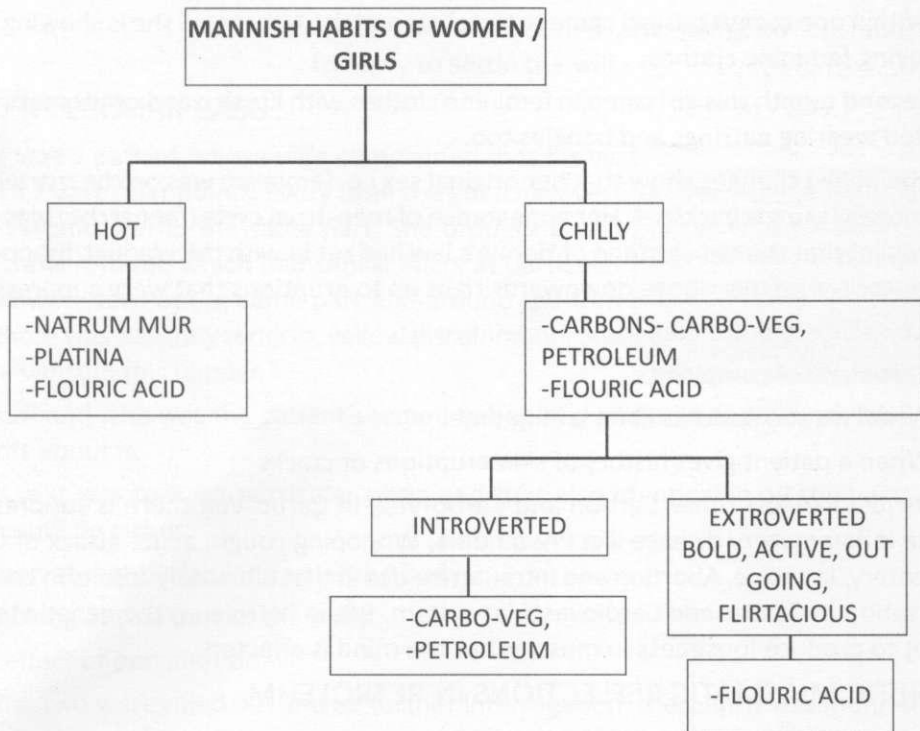 MANNISH HABITS OF WOMEN /
GIRLS
HOT
CHILLY
-NATRUM MUR
-PLATINA
-FLOURIC ACID
-CARBONS- CARBO-VEG,
PETROLEUM
-FLOURIC ACID
INTROVERTED
EXTROVERTED
BOLD, ACTIVE, OUT
GOING,
FLIRTACIOUS
-CARBO-VEG,
-PETROLEUM
-FLOURIC ACID